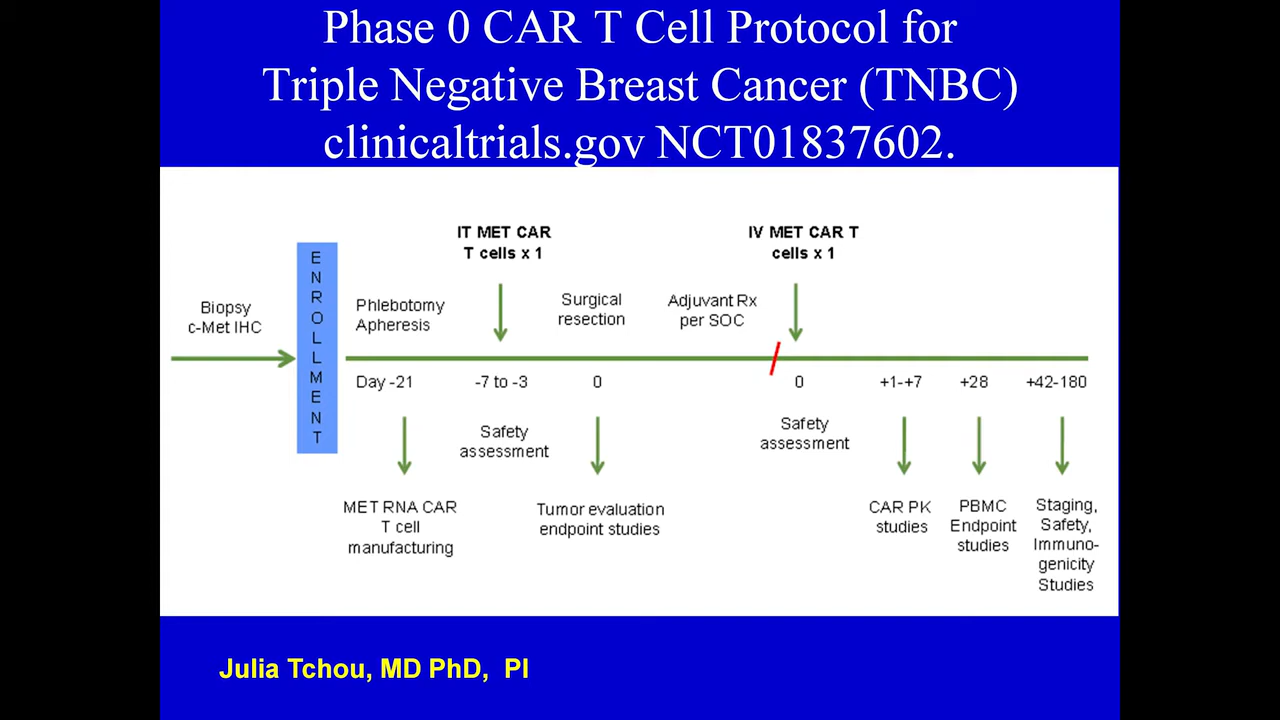 Phase 0 CAR T Cell Protocol for
Triple Negative Breast Cancer (TNBC)
clinicaltrials.gov NCT01837602.
Biopsy
c-Met IHC
ENROLLMENT
Phlebotomy
Apheresis
IT MET CAR
T cells x 1
Surgical
resection
Adjuvant Rx
per SOC
IV MET CAR T
cells x 1
Day -21
-7 to -3
0
0
+1-+7
+28
+42-180
Safety
assessment
Safety
assessment
MET RNA CAR
T cell
manufacturing
Tumor evaluation
endpoint studies
CAR PK
studies
PBMC
Endpoint
studies
Staging,
Safety,
Immuno-
genicity
Studies
Julia Tchou, MD PhD, PI